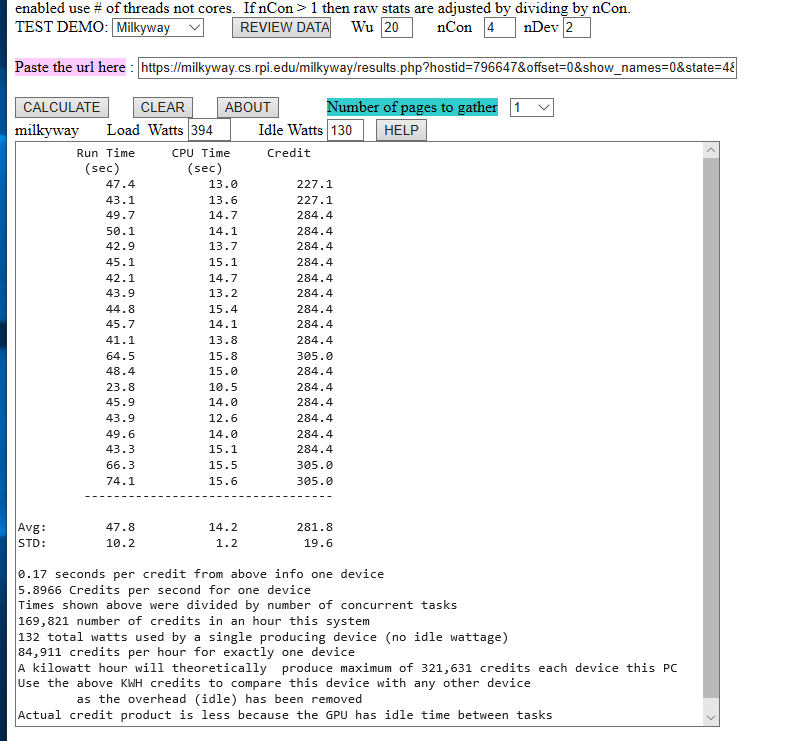 enabled use # of threads not cores. If nCon > 1 then raw stats are adjusted by dividing by nCon.
TEST DEMO: Milkyway REVIEW DATA Wu 20 nCon 4 nDev 2
Paste the url here : https://milkyway.cs.rpi.edu/milkyway/results.php?hostid=796647&offset=0&show_names=0&state=4&
CALCULATE CLEAR ABOUT Number of pages to gather 1
milkyway Load Watts 394 Idle Watts 130 HELP
Run Time CPU Time Credit
(sec) (sec)
47.4 13.0 227.1
43.1 13.6 227.1
49.7 14.7 284.4
50.1 14.1 284.4
42.9 13.7 284.4
45.1 15.1 284.4
42.1 14.7 284.4
43.9 13.2 284.4
44.8 15.4 284.4
45.7 14.1 284.4
41.1 13.8 284.4
64.5 15.8 305.0
48.4 15.0 284.4
23.8 10.5 284.4
45.9 14.0 284.4
43.9 12.6 284.4
49.6 14.0 284.4
43.3 15.1 284.4
66.3 15.5 305.0
74.1 15.6 305.0
---------------------------------
Avg: 47.8 14.2 281.8
STD: 10.2 1.2 19.6
0.17 seconds per credit from above info one device
5.8966 Credits per second for one device
Times shown above were divided by number of concurrent tasks
169,821 number of credits in an hour this system
132 total watts used by a single producing device (no idle wattage)
84,911 credits per hour for exactly one device
A kilowatt hour will theoretically produce maximum of 321,631 credits each device this PC
Use the above KWH credits to compare this device with any other device
as the overhead (idle) has been removed
Actual credit product is less because the GPU has idle time between tasks